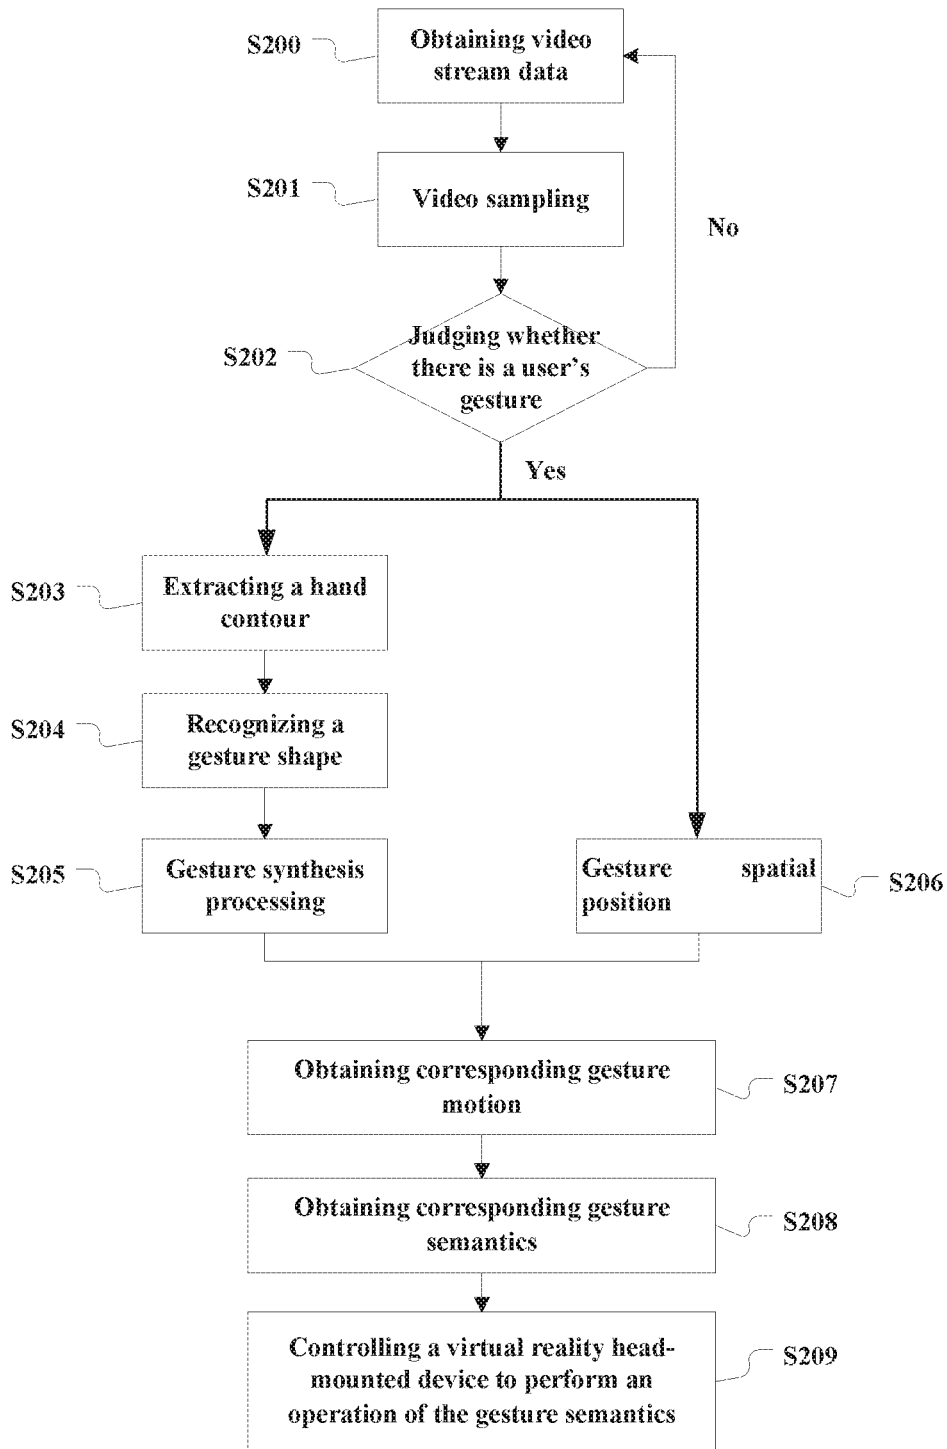 S200
Obtaining video
stream data
S201
Video sampling
No
S202
Judging whether
there is a user's
gesture
Yes
S203
Extracting a hand
contour
S204
Recognizing a
gesture shape
S205
Gesture synthesis
processing
Gesture spatial
position
S206
Obtaining corresponding gesture
motion
S207
Obtaining corresponding gesture
semantics
S208
Controlling a virtual reality head-
mounted device to perform an
operation of the gesture semantics
S209